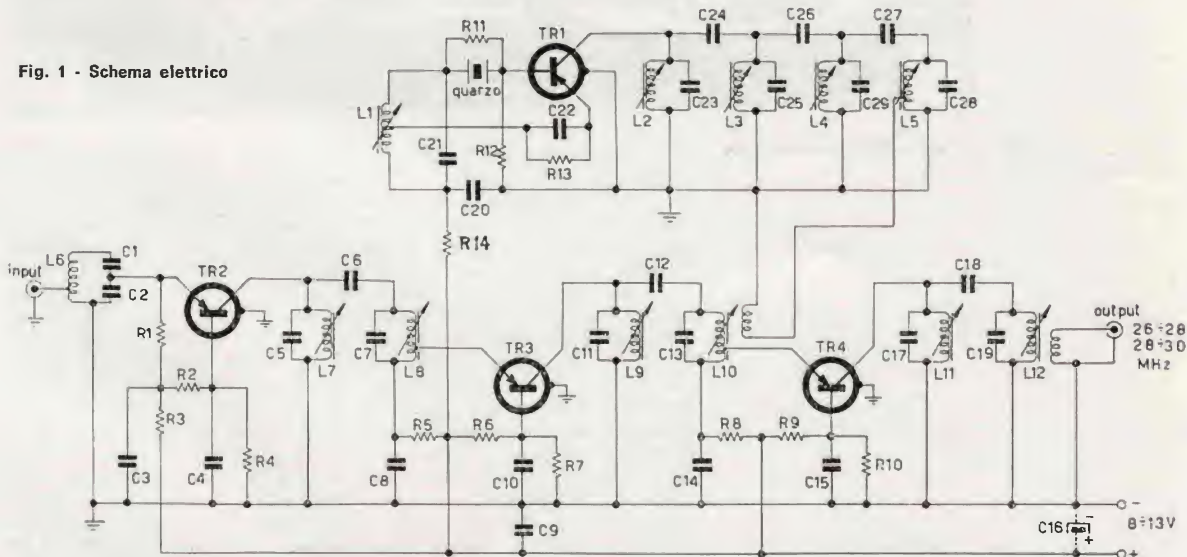 Fig. 1 - Schema elettrico
R11
TR1
C24
C26
C27
quarzo
L1
C22
C23
C25
C29
C28
L2
L3
L4
L5
C21
R12
R13
C20
R14
input
L6
C1
C2
TR2
C6
C12
C18
output
26÷28
28÷30
MHz
R1
C5
L7
C7
L8
TR3
C11
L9
C13
L10
TR4
C17
L11
C19
L12
R2
R3
R5
R6
R8
R9
C3
C4
R4
C8
C10
R7
C14
C15
R10
C9
C16
-
+
-
8÷13V
+